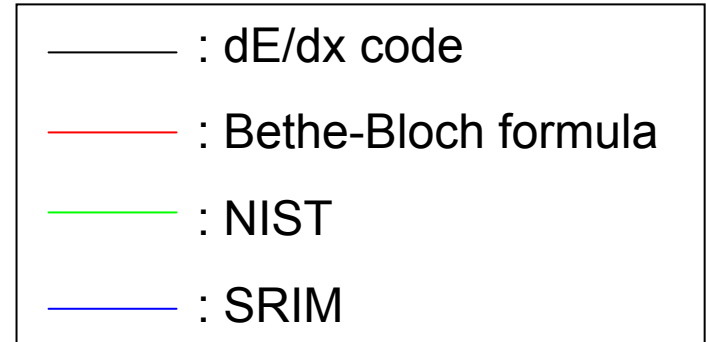 : dE/dx code
: Bethe-Bloch formula
: NIST
: SRIM